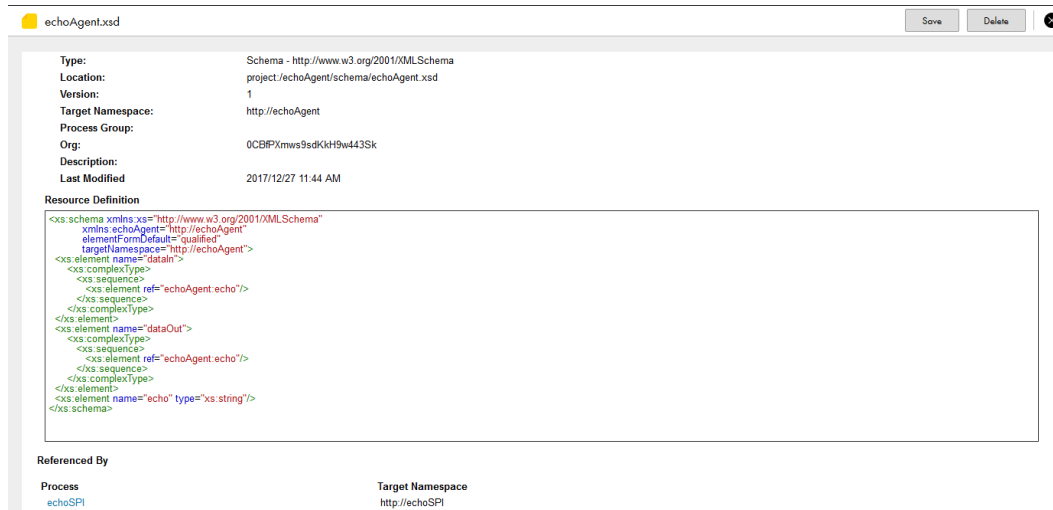 echoAgent.xsd Save Delete
Type: Schema - http://www.w3.org/2001/XMLSchema
Location: project:/echoAgent/schema/echoAgent.xsd
Version: 1
Target Namespace: http://echoAgent
Process Group:
Org: 0CBfPXmws9sdKkH9w443Sk
Description:
Last Modified 2017/12/27 11:44 AM
Resource Definition
<xs:schema xmlns:xs="http://www.w3.org/2001/XMLSchema"
xmlns:echoAgent="http://echoAgent"
elementFormDefault="qualified"
targetNamespace="http://echoAgent">
<xs:element name="dataIn">
<xs:complexType>
<xs:sequence>
<xs:element ref="echoAgent:echo"/>
</xs:sequence>
</xs:complexType>
</xs:element>
<xs:element name="dataOut">
<xs:complexType>
<xs:sequence>
<xs:element ref="echoAgent:echo"/>
</xs:sequence>
</xs:complexType>
</xs:element>
<xs:element name="echo" type="xs:string"/>
</xs:schema>
Referenced By
Process Target Namespace
echoSPI http://echoSPI